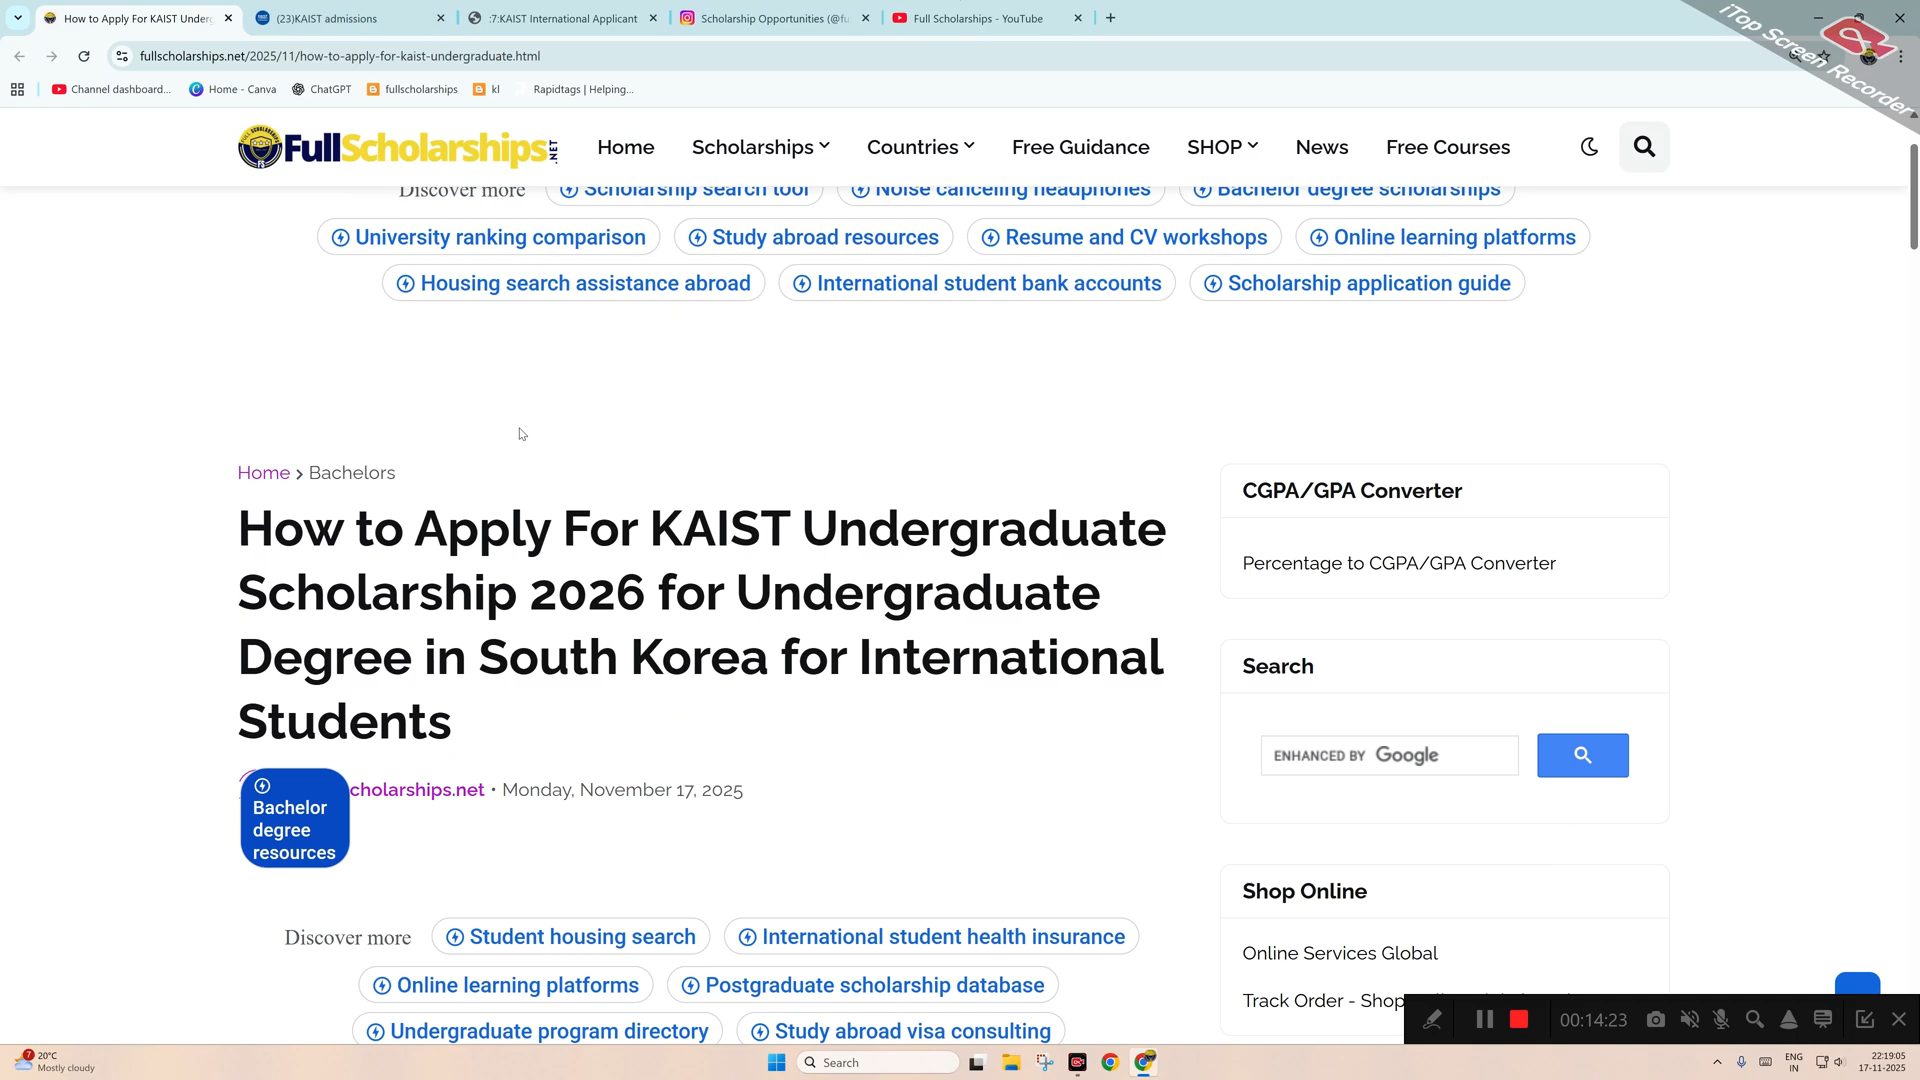 How to Apply For KAIST Underg
(23)KAIST admissions
:7:KAIST International Applicant
Scholarship Opportunities (@fu
Full Scholarships - YouTube
fullscholarships.net/2025/11/how-to-apply-for-kaist-undergraduate.html
iTop Screen Recorder
Channel dashboard...
Home - Canva
ChatGPT
fullscholarships
kl
Rapidtags | Helping...
FullScholarships.NET
Home
Scholarships
Countries
Free Guidance
SHOP
News
Free Courses
Discover more
Scholarship search tool
Noise canceling headphones
Bachelor degree scholarships
University ranking comparison
Study abroad resources
Resume and CV workshops
Online learning platforms
Housing search assistance abroad
International student bank accounts
Scholarship application guide
Home > Bachelors
How to Apply For KAIST Undergraduate
Scholarship 2026 for Undergraduate
Degree in South Korea for International
Students
cholarships.net • Monday, November 17, 2025
Bachelor
degree
resources
Discover more
Student housing search
International student health insurance
Online learning platforms
Postgraduate scholarship database
Undergraduate program directory
Study abroad visa consulting
CGPA/GPA Converter
Percentage to CGPA/GPA Converter
Search
ENHANCED BY Google
Shop Online
Online Services Global
Track Order - Shop
00:14:23
7
20°C
Mostly cloudy
Search
ENG
IN
22:19:05
17-11-2025